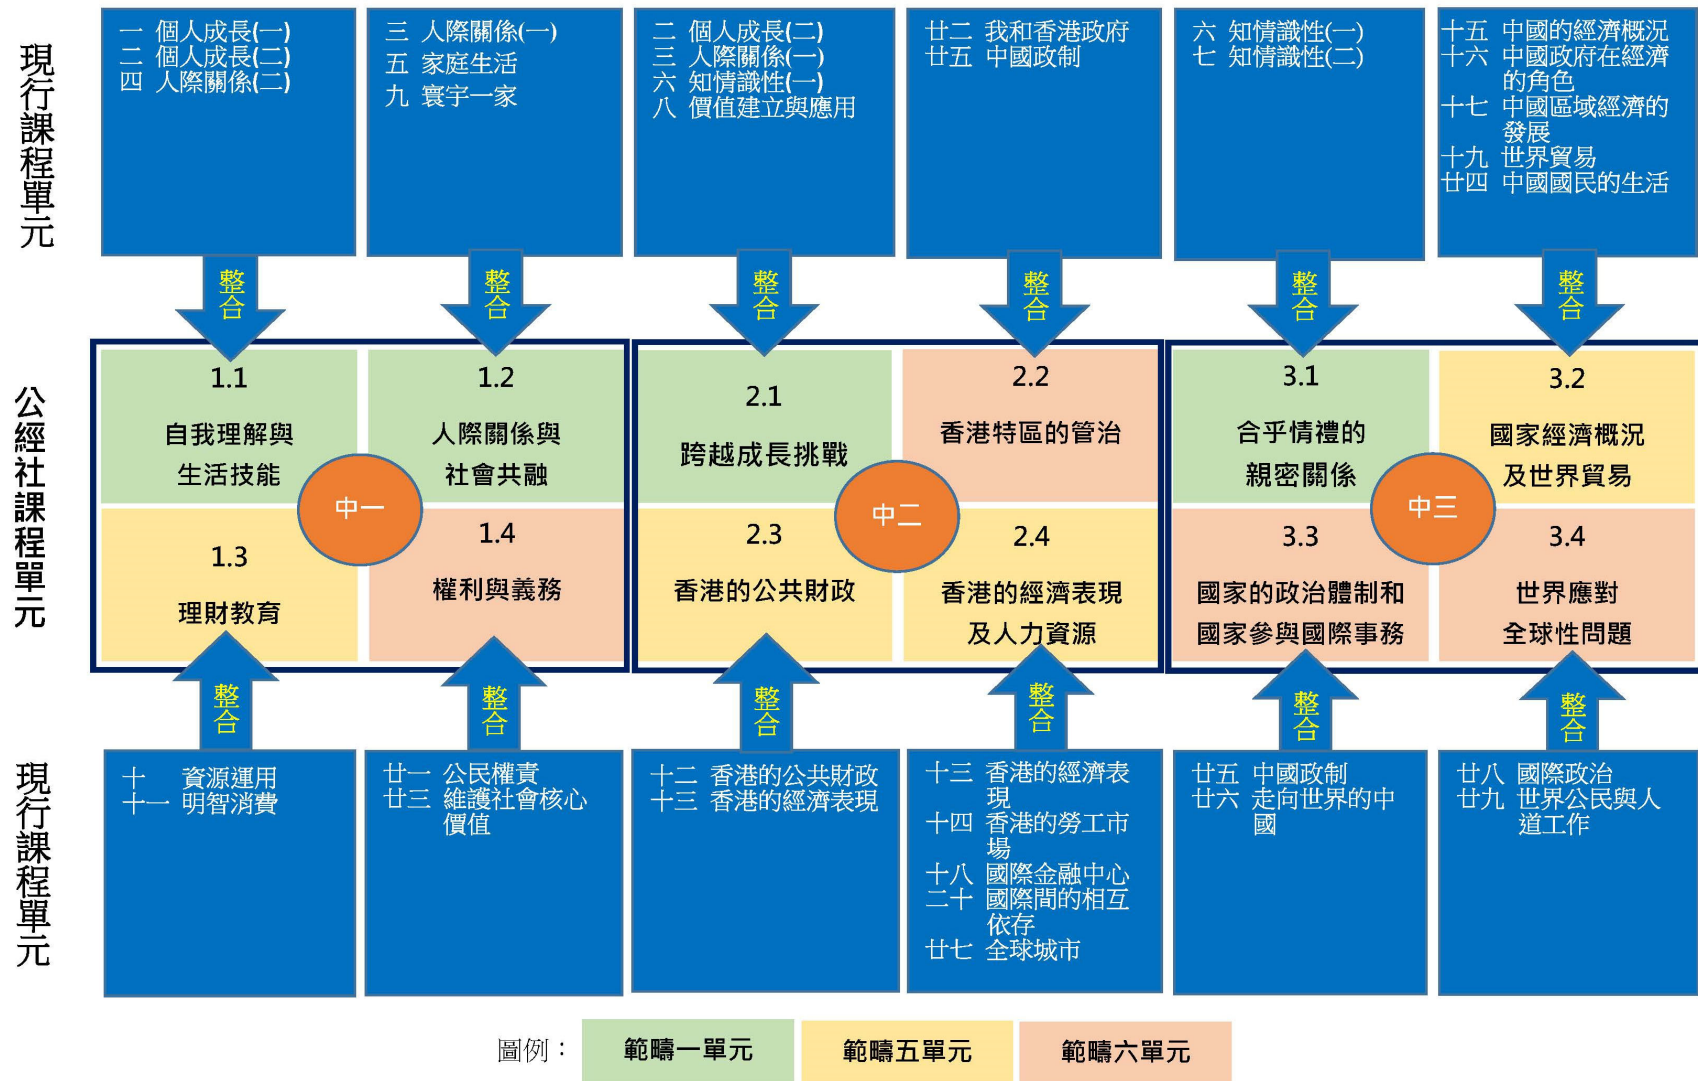 現行課程單元
一 個人成長(一)
二 個人成長(二)
四 人際關係(二)
三 人際關係(一)
五 家庭生活
九 寰宇一家
二 個人成長(二)
三 人際關係(一)
六 知情識性(一)
八 價值建立與應用
廿二 我和香港政府
廿五 中國政制
六 知情識性(一)
七 知情識性(二)
十五 中國的經濟概況
十六 中國政府在經濟
的角色
十七 中國區域經濟的
發展
十九 世界貿易
廿四 中國國民的生活
整合
整合
整合
整合
整合
整合
公經社課程單元
1.1
自我理解與
生活技能
1.2
人際關係與
社會共融
1.3
理財教育
1.4
權利與義務
中一
2.1
跨越成長挑戰
2.2
香港特區的管治
2.3
香港的公共財政
2.4
香港的經濟表現
及人力資源
中二
3.1
合乎情禮的
親密關係
3.2
國家經濟概況
及世界貿易
3.3
國家的政治體制和
國家參與國際事務
3.4
世界應對
全球性問題
中三
整合
整合
整合
整合
整合
整合
現行課程單元
十 資源運用
十一 明智消費
廿一 公民權責
廿三 維護社會核心
價值
十二 香港的公共財政
十三 香港的經濟表現
十三 香港的經濟表
現
十四 香港的勞工市
場
十八 國際金融中心
二十 國際間的相互
依存
廿七 全球城市
廿五 中國政制
廿六 走向世界的中
國
廿八 國際政治
廿九 世界公民與人
道工作
圖例：
範疇一單元
範疇五單元
範疇六單元